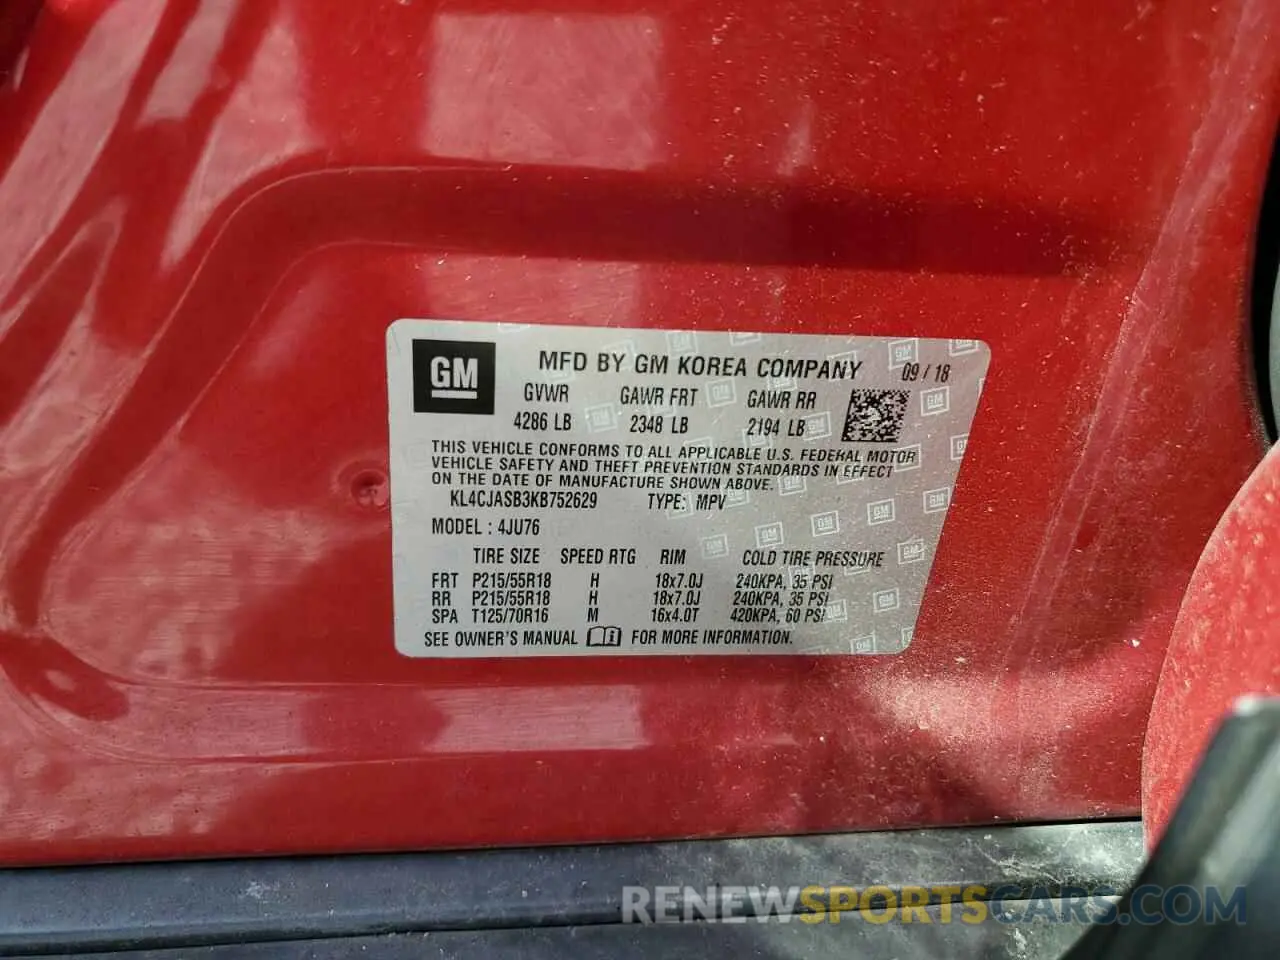 GM
MFD BY GM KOREA COMPANY 09 / 18
GVWR GAWR FRT GAWR RR
4286 LB 2348 LB 2194 LB
THIS VEHICLE CONFORMS TO ALL APPLICABLE U.S. FEDERAL MOTOR
VEHICLE SAFETY AND THEFT PREVENTION STANDARDS IN EFFECT
ON THE DATE OF MANUFACTURE SHOWN ABOVE.
KL4CJASB3KB752629 TYPE: MPV
MODEL : 4JU76
TIRE SIZE SPEED RTG RIM COLD TIRE PRESSURE
FRT P215/55R18 H 18x7.0J 240KPA, 35 PSI
RR P215/55R18 H 18x7.0J 240KPA, 35 PSI
SPA T125/70R16 M 16x4.0T 420KPA, 60 PSI
SEE OWNER'S MANUAL FOR MORE INFORMATION.
RENEWSPORTSCARS.COM